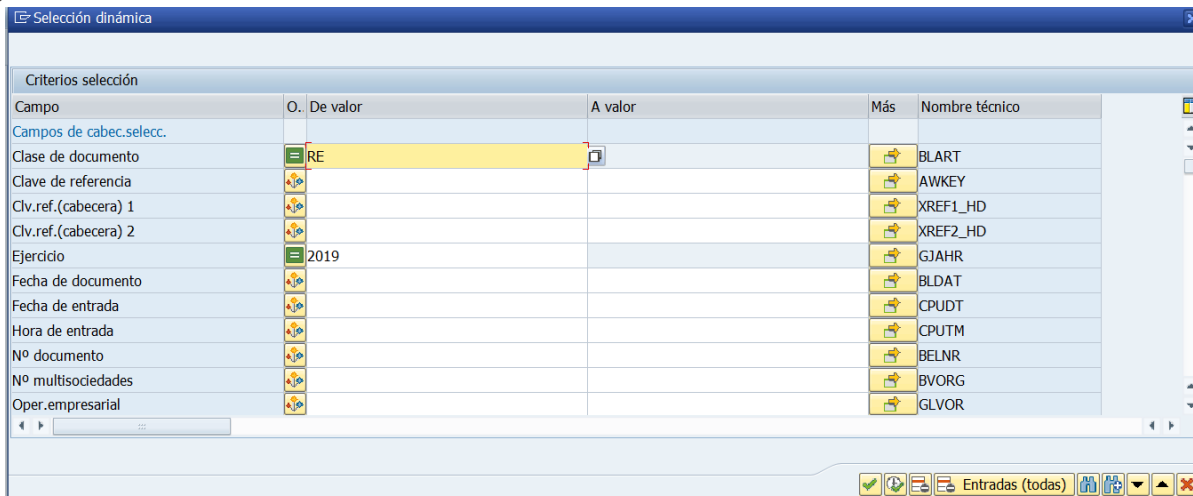 Selección dinámica
Criterios selección
Campo O.. De valor A valor Más Nombre técnico
Campos de cabec.selecc.
Clase de documento = RE BLART
Clave de referencia AWKEY
Clv.ref.(cabecera) 1 XREF1_HD
Clv.ref.(cabecera) 2 XREF2_HD
Ejercicio = 2019 GJAHR
Fecha de documento BLDAT
Fecha de entrada CPUDT
Hora de entrada CPUTM
Nº documento BELNR
Nº multisociedades BVORG
Oper.empresarial GLVOR
Entradas (todas)